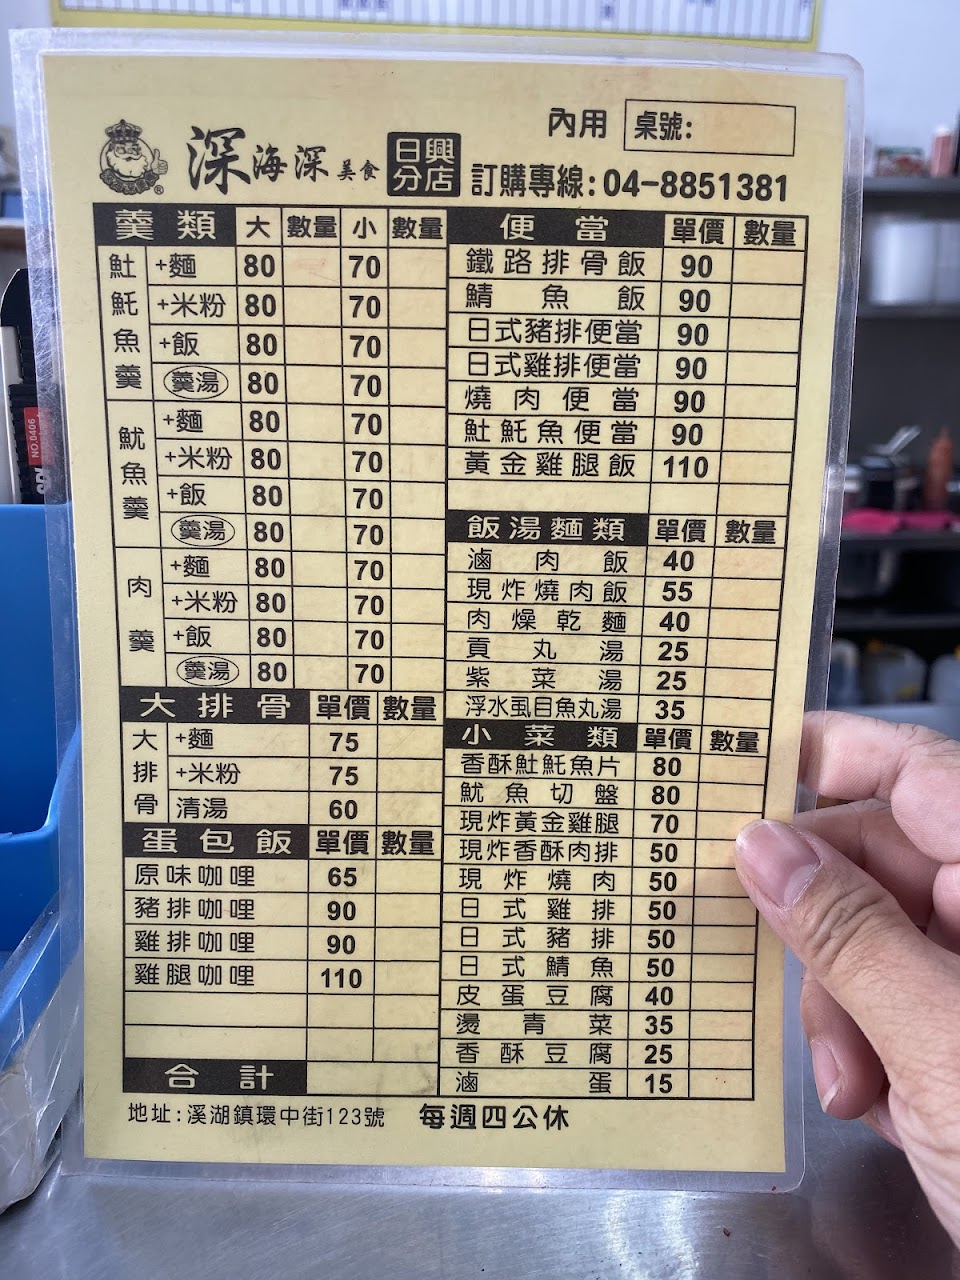 內用 桌號:
深海深美食 日興分店 訂購專線:04-8851381
羹類 大 數量 小 數量
魠魠魚羹
+麵 80 70
+米粉 80 70
+飯 80 70
羹湯 80 70
魷魚羹
+麵 80 70
+米粉 80 70
+飯 80 70
羹湯 80 70
肉羹
+麵 80 70
+米粉 80 70
+飯 80 70
羹湯 80 70
大排骨 單價 數量
大排骨
+麵 75
+米粉 75
清湯 60
蛋包飯 單價 數量
原味咖哩 65
豬排咖哩 90
雞排咖哩 90
雞腿咖哩 110
合計
便當 單價 數量
鐵路排骨飯 90
鯖魚飯 90
日式豬排便當 90
日式雞排便當 90
燒肉便當 90
魠魠魚便當 90
黃金雞腿飯 110
飯湯麵類 單價 數量
滷肉飯 40
現炸燒肉飯 55
肉燥乾麵 40
貢丸湯 25
紫菜湯 25
浮水虱目魚丸湯 35
小菜類 單價 數量
香酥魠魠魚片 80
魷魚切盤 80
現炸黃金雞腿 70
現炸香酥肉排 50
現炸燒肉 50
日式雞排 50
日式豬排 50
日式鯖魚 50
皮蛋豆腐 40
燙青菜 35
香酥豆腐 25
滷蛋 15
地址:溪湖鎮環中街123號 每週四公休
NO.0406